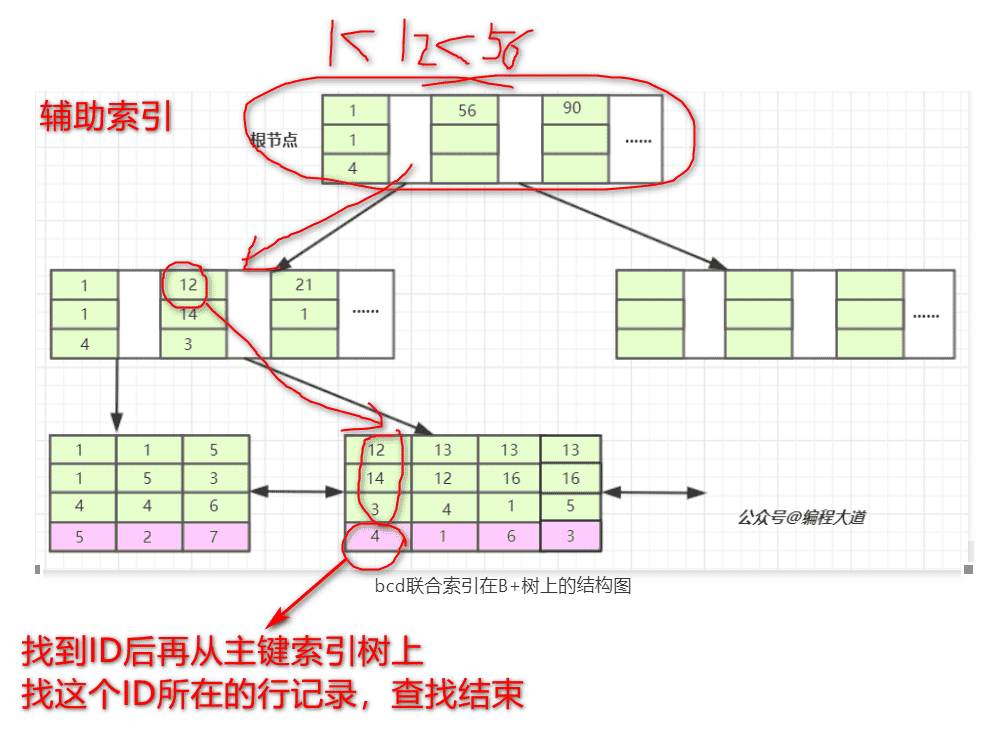 1<12<56
辅助索引
根节点
1 56 90
1 ......
4
1 12 21
1 14 1 ......
4 3
......
1 1 5
1 5 3
4 4 6
5 2 7
12 13 13 13
14 12 16 16
3 4 1 5
4 1 6 3
公众号@编程大道
bcd联合索引在B+树上的结构图
找到ID后再从主键索引树上
找这个ID所在的行记录，查找结束